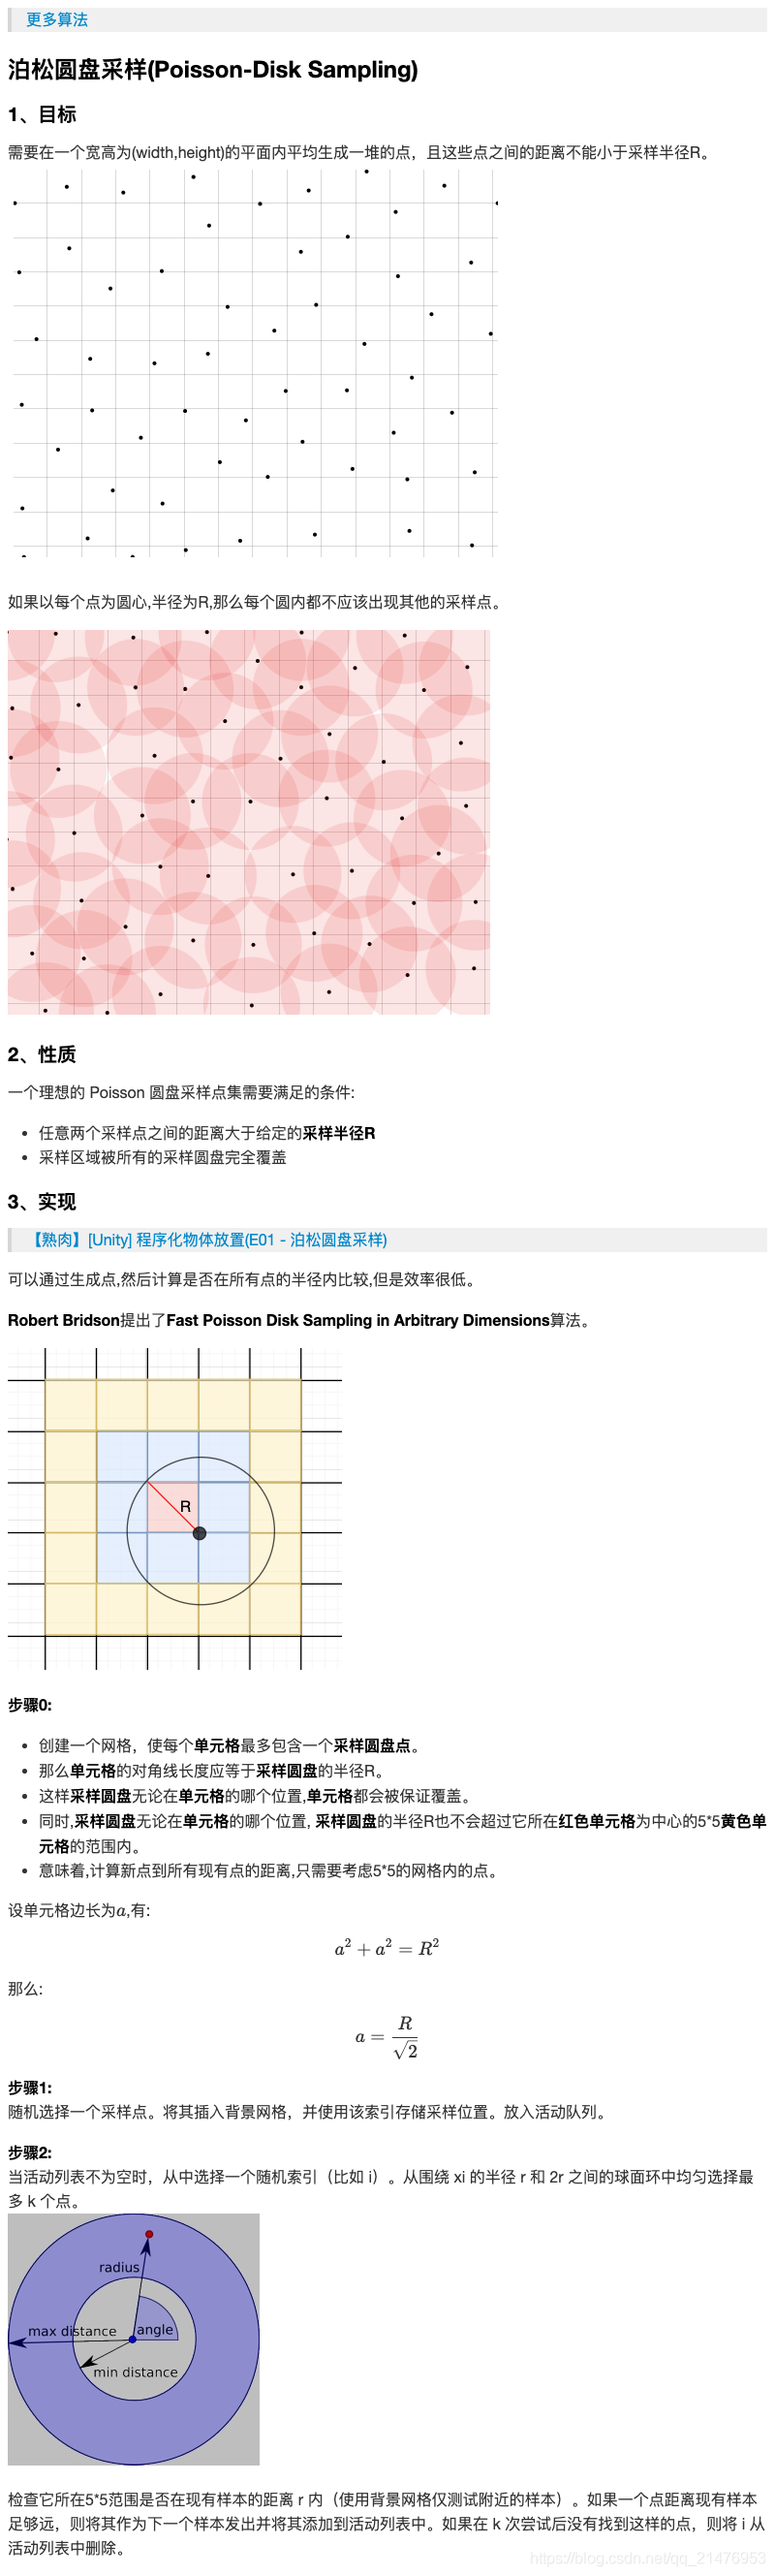 更多算法
泊松圆盘采样(Poisson-Disk Sampling)
1、目标
需要在一个宽高为(width,height)的平面内平均生成一堆的点，且这些点之间的距离不能小于采样半径R。
如果以每个点为圆心,半径为R,那么每个圆内都不应该出现其他的采样点。
2、性质
一个理想的 Poisson 圆盘采样点集需要满足的条件:
• 任意两个采样点之间的距离大于给定的采样半径R
• 采样区域被所有的采样圆盘完全覆盖
3、实现
【熟肉】[Unity] 程序化物体放置(E01 - 泊松圆盘采样)
可以通过生成点,然后计算是否在所有点的半径内比较,但是效率很低。
Robert Bridson提出了Fast Poisson Disk Sampling in Arbitrary Dimensions算法。
R
步骤0:
• 创建一个网格，使每个单元格最多包含一个采样圆盘点。
• 那么单元格的对角线长度应等于采样圆盘的半径R。
• 这样采样圆盘无论在单元格的哪个位置,单元格都会被保证覆盖。
• 同时,采样圆盘无论在单元格的哪个位置, 采样圆盘的半径R也不会超过它所在红色单元格为中心的5*5黄色单
元格的范围内。
• 意味着,计算新点到所有现有点的距离,只需要考虑5*5的网格内的点。
设单元格边长为a,有:
a² + a² = R²
那么:
a = R/√2
步骤1:
随机选择一个采样点。将其插入背景网格，并使用该索引存储采样位置。放入活动队列。
步骤2:
当活动列表不为空时，从中选择一个随机索引（比如 i）。从围绕 xi 的半径 r 和 2r 之间的球面环中均匀选择最
多 k 个点。
radius
max distance
angle
min distance
检查它所在5*5范围是否在现有样本的距离 r 内（使用背景网格仅测试附近的样本）。如果一个点距离现有样本
足够远，则将其作为下一个样本发出并将其添加到活动列表中。如果在 k 次尝试后没有找到这样的点，则将 i 从
活动列表中删除。
https://blog.csdn.net/qq_21476953